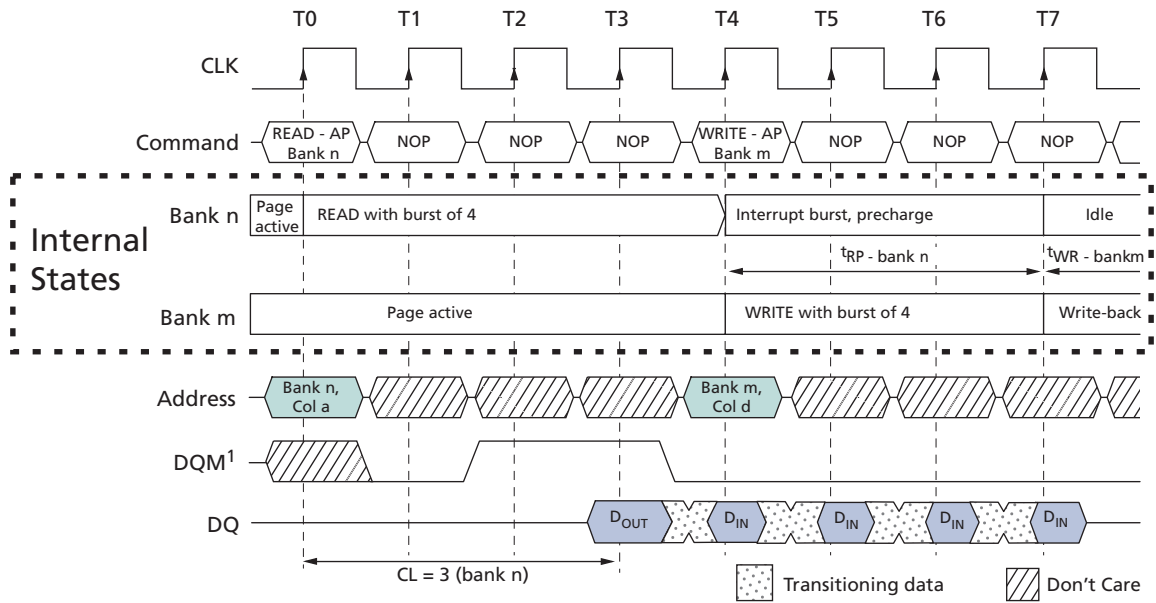 T0 T1 T2 T3 T4 T5 T6 T7
CLK
Command READ - AP Bank n NOP NOP NOP WRITE - AP Bank m NOP NOP NOP
Internal States
Bank n Page active READ with burst of 4 Interrupt burst, precharge Idle
tRP - bank n tWR - bankm
Bank m Page active WRITE with burst of 4 Write-back
Address Bank n, Col a Bank m, Col d
DQM1
DQ DOUT DIN DIN DIN DIN
CL = 3 (bank n)
Transitioning data Don't Care